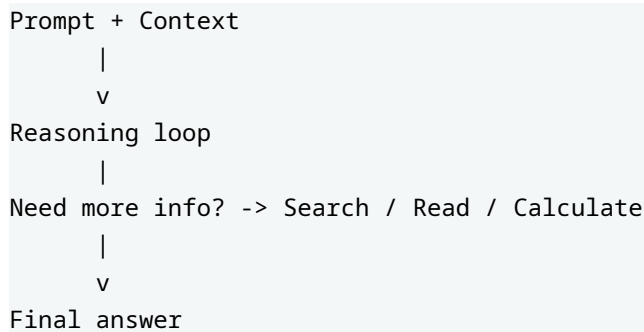 Prompt + Context
|
v
Reasoning loop
|
Need more info? -> Search / Read / Calculate
|
v
Final answer